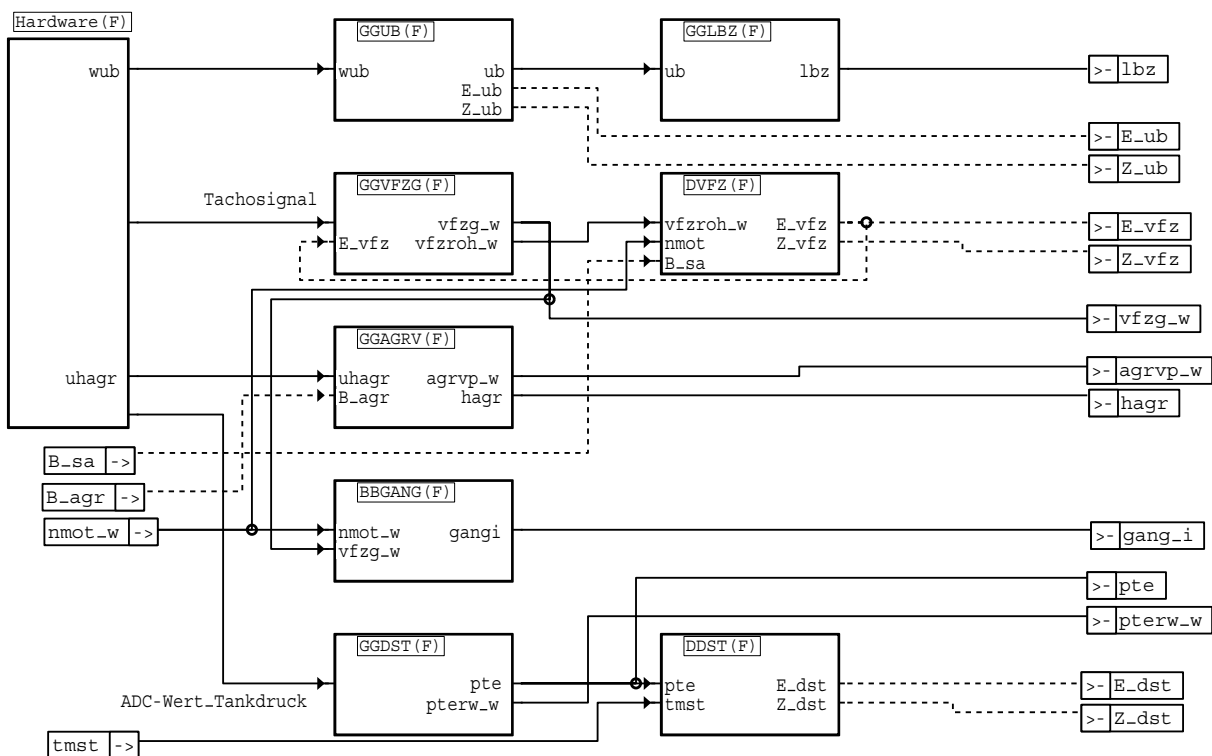 Hardware(F)
wub
uhagr
GGUB(F)
wub
ub
E_ub
Z_ub
GGLBZ(F)
ub
lbz
>- lbz
>- E_ub
>- Z_ub
Tachosignal
GGVFZG(F)
E_vfz
vfzg_w
vfzroh_w
DVFZ(F)
vfzroh_w
nmot
B_sa
E_vfz
Z_vfz
>- E_vfz
>- Z_vfz
>- vfzg_w
GGAGRV(F)
uhagr
B_agr
agrvp_w
hagr
>- agrvp_w
>- hagr
B_sa ->
B_agr ->
nmot_w ->
BBGANG(F)
nmot_w
vfzg_w
gangi
>- gang_i
>- pte
>- pterw_w
ADC-Wert_Tankdruck
GGDST(F)
pte
pterw_w
DDST(F)
pte
tmst
E_dst
Z_dst
>- E_dst
>- Z_dst
tmst ->